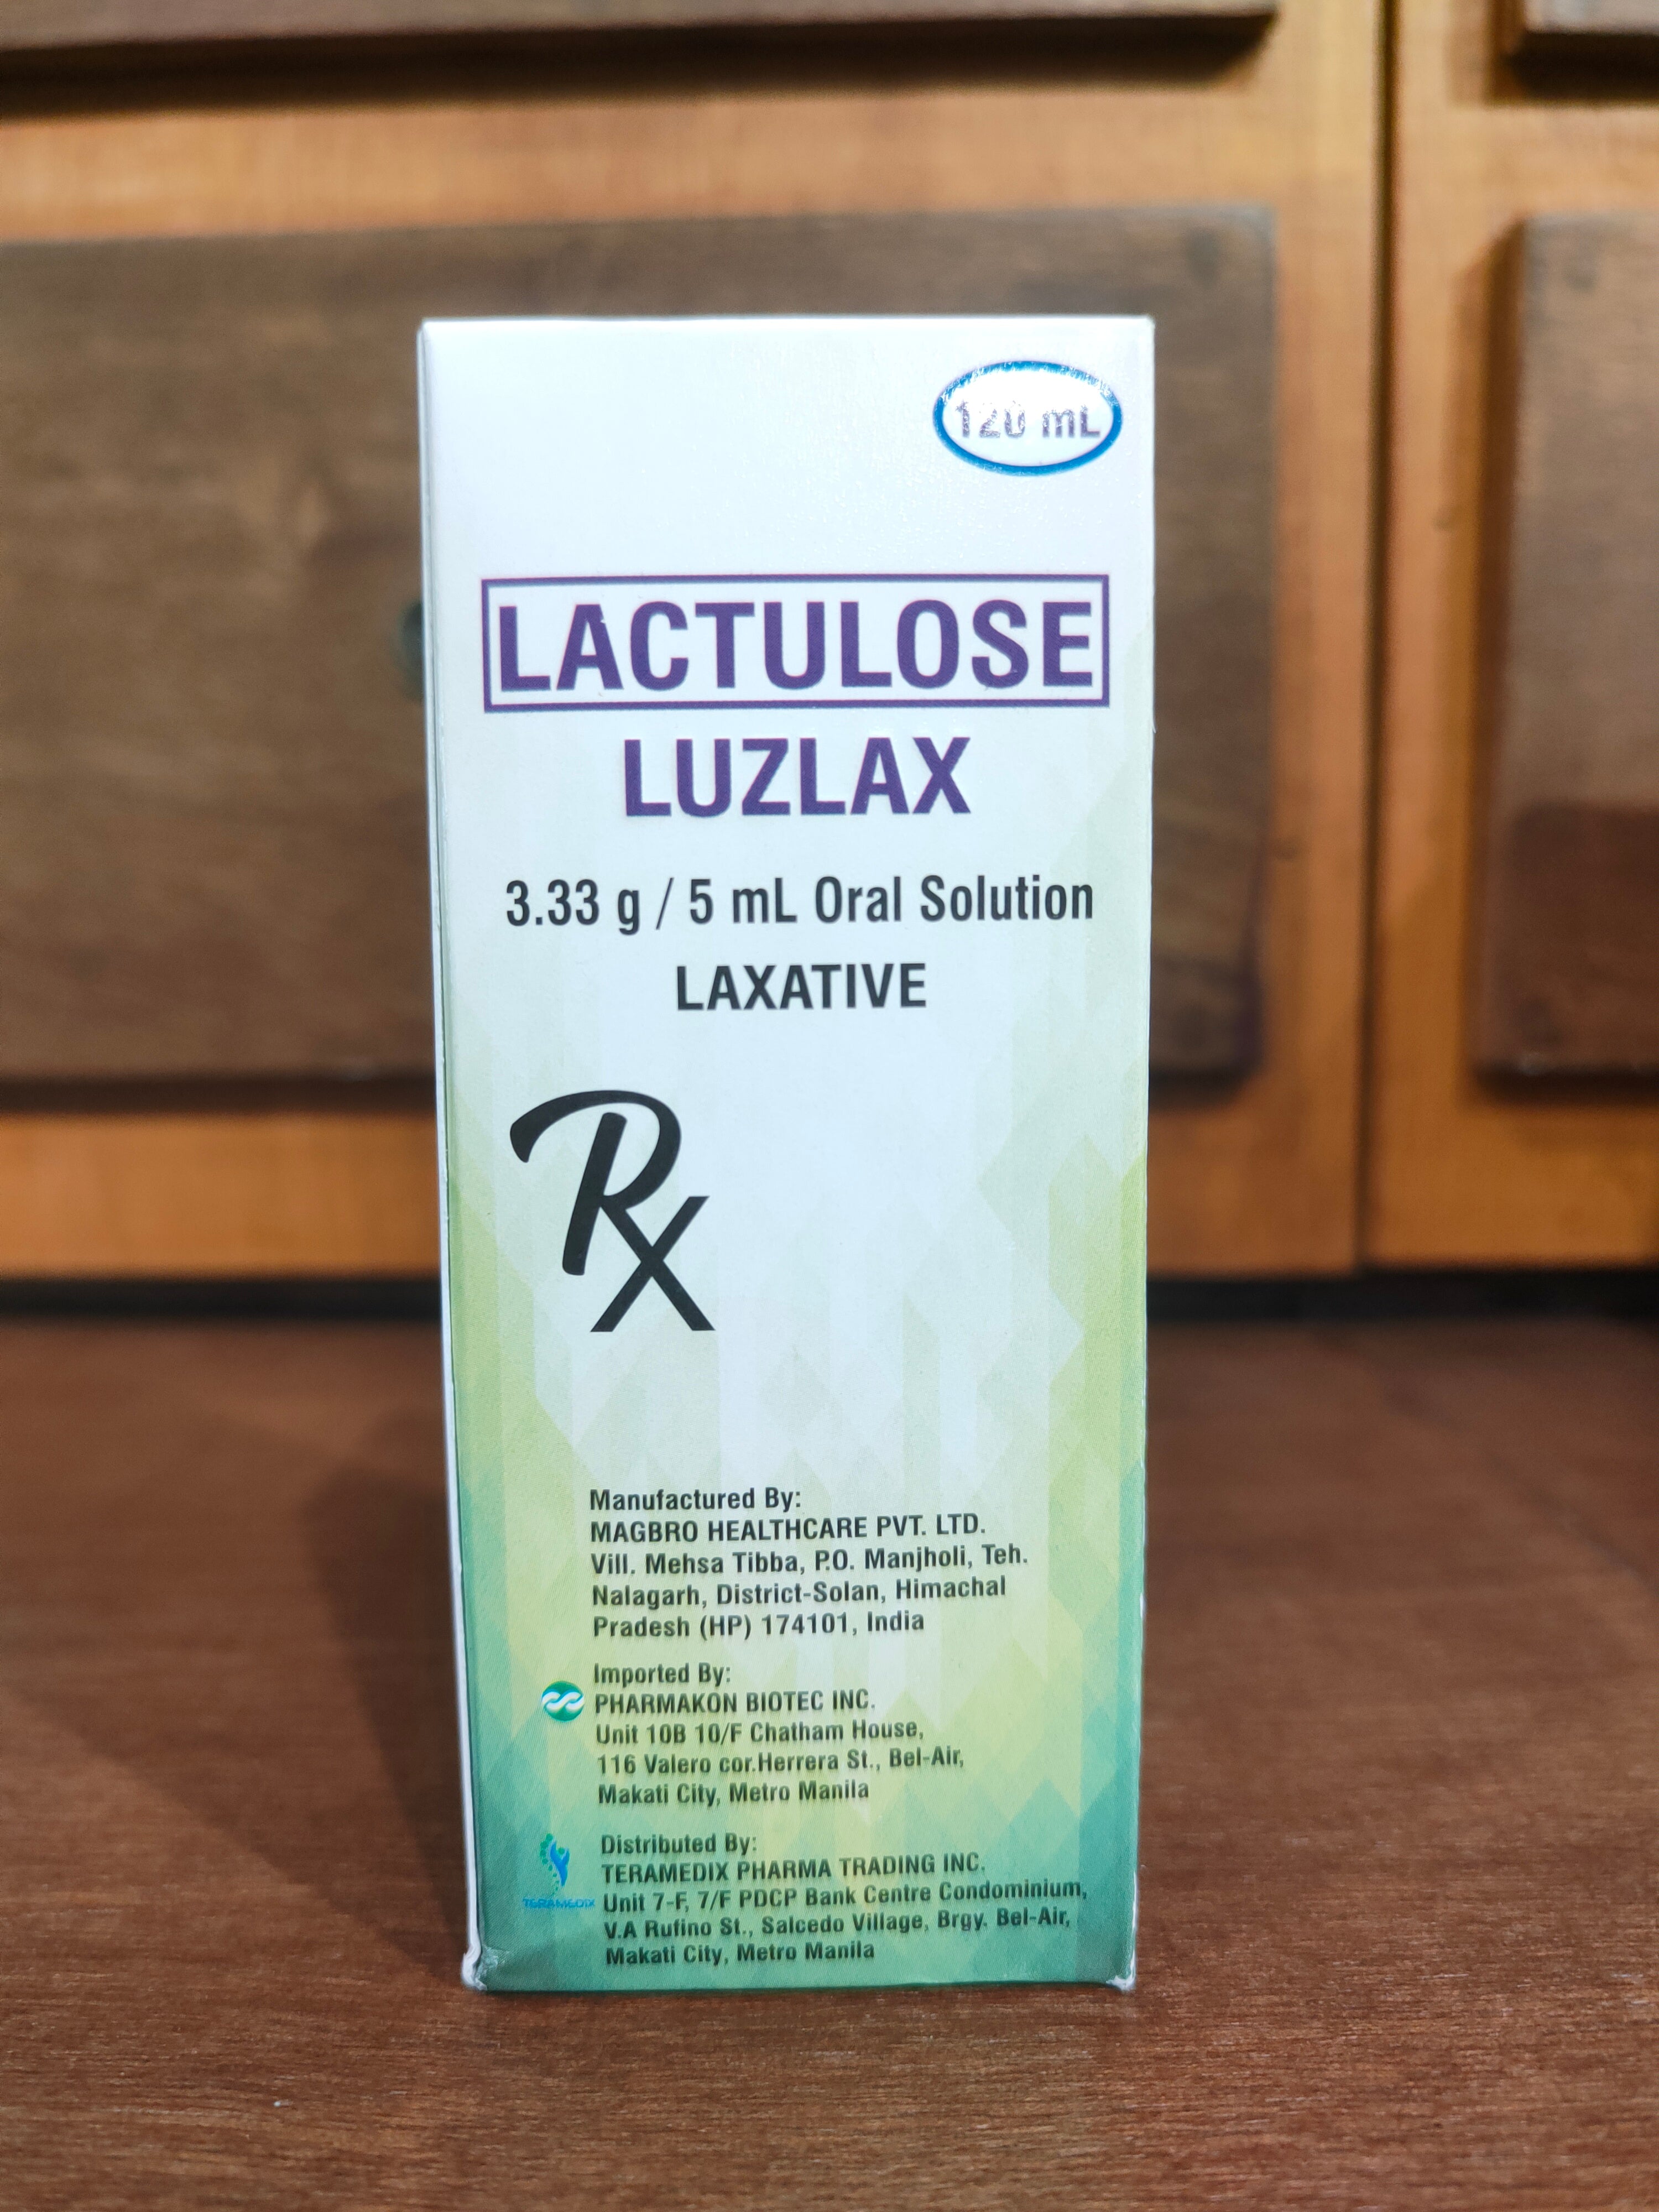 120 mL
LACTULOSE
LUZLAX
3.33 g / 5 mL Oral Solution
LAXATIVE
Rx
Manufactured By:
MAGBRO HEALTHCARE PVT. LTD.
Vill. Mehsa Tibba, P.O. Manjholi, Teh.
Nalagarh, District-Solan, Himachal
Pradesh (HP) 174101, India
Imported By:
PHARMAKON BIOTEC INC.
Unit 10B 10/F Chatham House,
116 Valero cor.Herrera St., Bel-Air,
Makati City, Metro Manila
Distributed By:
TERAMEDIX PHARMA TRADING INC.
TERAMEDIX
Unit 7-F, 7/F PDCP Bank Centre Condominium,
V.A Rufino St., Salcedo Village, Brgy. Bel-Air,
Makati City, Metro Manila